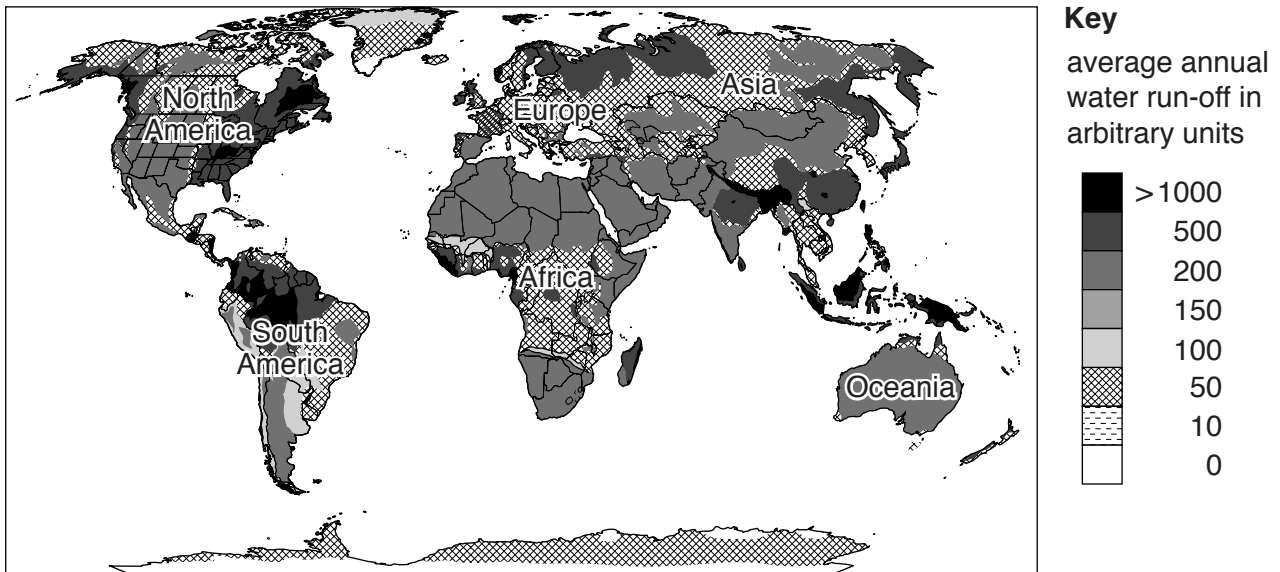 North
America
South
America
Europe
Africa
Asia
Oceania
Key
average annual
water run-off in
arbitrary units
>1000
500
200
150
100
50
10
0